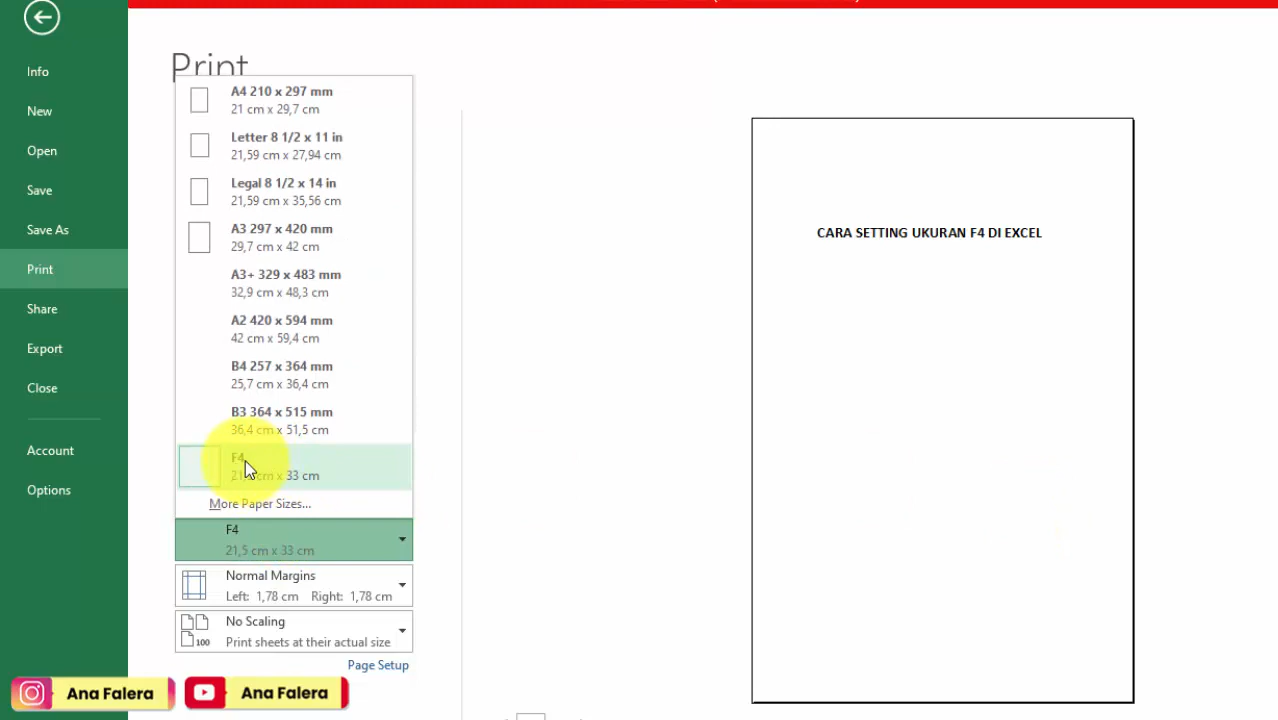 Print
Info
New
Open
Save
Save As
Print
Share
Export
Close
Account
Options
A4 210 x 297 mm
21 cm x 29,7 cm
Letter 8 1/2 x 11 in
21,59 cm x 27,94 cm
Legal 8 1/2 x 14 in
21,59 cm x 35,56 cm
A3 297 x 420 mm
29,7 cm x 42 cm
A3+ 329 x 483 mm
32,9 cm x 48,3 cm
A2 420 x 594 mm
42 cm x 59,4 cm
B4 257 x 364 mm
25,7 cm x 36,4 cm
B3 364 x 515 mm
36,4 cm x 51,5 cm
F4
cm x 33 cm
More Paper Sizes...
F4
21,5 cm x 33 cm
Normal Margins
Left: 1,78 cm Right: 1,78 cm
No Scaling
100 Print sheets at their actual size
Page Setup
CARA SETTING UKURAN F4 DI EXCEL
Ana Falera
Ana Falera